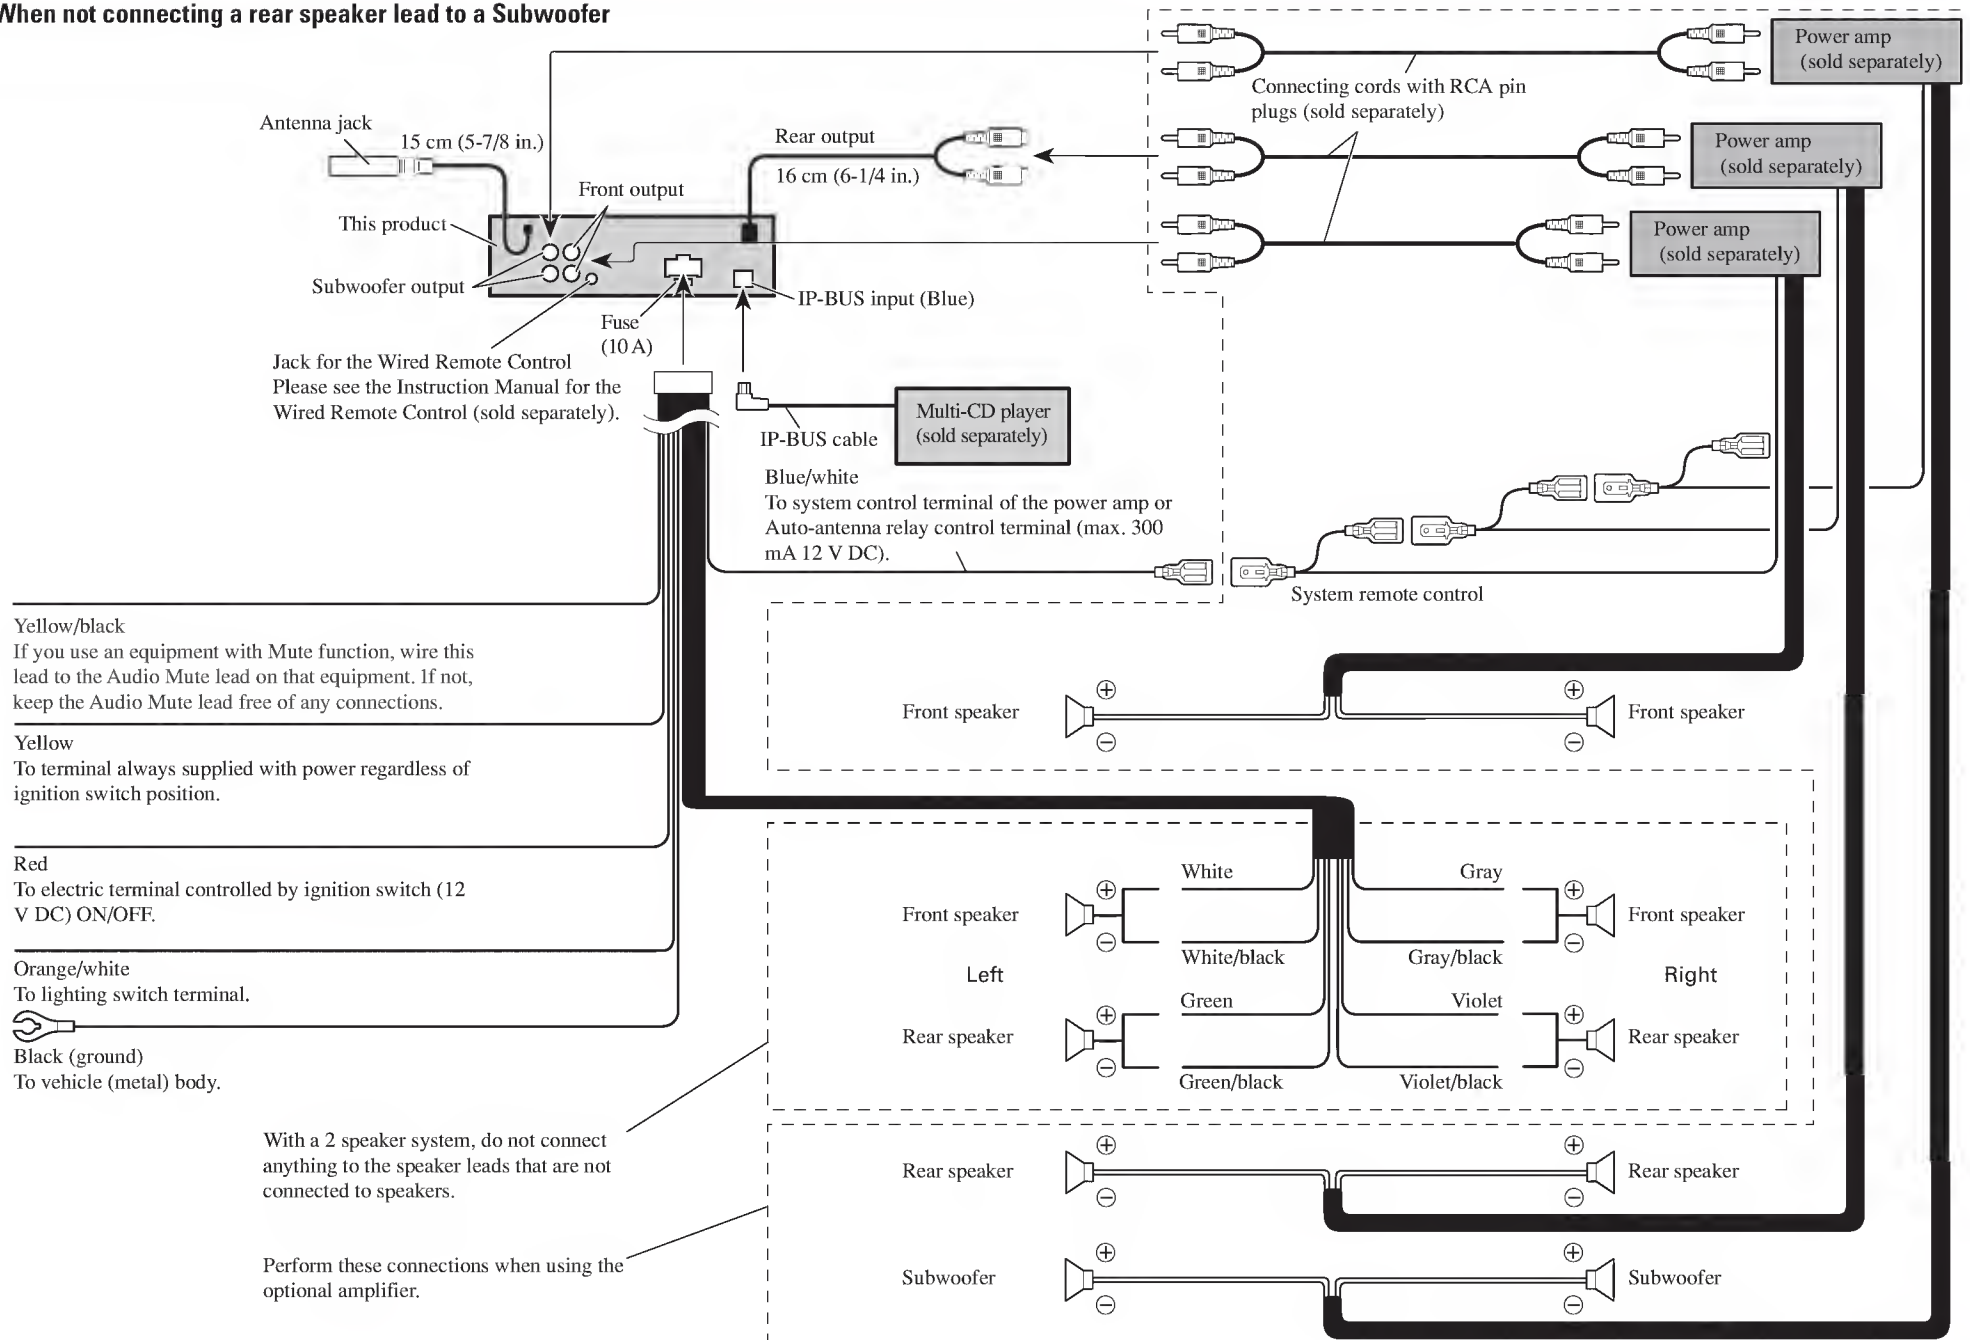 When not connecting a rear speaker lead to a Subwoofer
Power amp
(sold separately)
Connecting cords with RCA pin
plugs (sold separately)
Antenna jack
15 cm (5-7/8 in.)
Rear output
16 cm (6-1/4 in.)
Power amp
(sold separately)
Front output
This product
Power amp
(sold separately)
Subwoofer output
IP-BUS input (Blue)
Fuse
(10 A)
Jack for the Wired Remote Control
Please see the Instruction Manual for the
Wired Remote Control (sold separately).
Multi-CD player
(sold separately)
IP-BUS cable
Blue/white
To system control terminal of the power amp or
Auto-antenna relay control terminal (max. 300
mA 12 V DC).
System remote control
Yellow/black
If you use an equipment with Mute function, wire this
lead to the Audio Mute lead on that equipment. If not,
keep the Audio Mute lead free of any connections.
Front speaker
⊕
⊖
⊕
⊖
Front speaker
Yellow
To terminal always supplied with power regardless of
ignition switch position.
Red
To electric terminal controlled by ignition switch (12
V DC) ON/OFF.
White
Gray
Front speaker
⊕
⊖
⊕
⊖
Front speaker
White/black
Gray/black
Left
Right
Orange/white
To lighting switch terminal.
Green
Violet
Rear speaker
⊕
⊖
⊕
⊖
Rear speaker
Green/black
Violet/black
Black (ground)
To vehicle (metal) body.
With a 2 speaker system, do not connect
anything to the speaker leads that are not
connected to speakers.
Rear speaker
⊕
⊖
⊕
⊖
Rear speaker
Perform these connections when using the
optional amplifier.
Subwoofer
⊕
⊖
⊕
⊖
Subwoofer